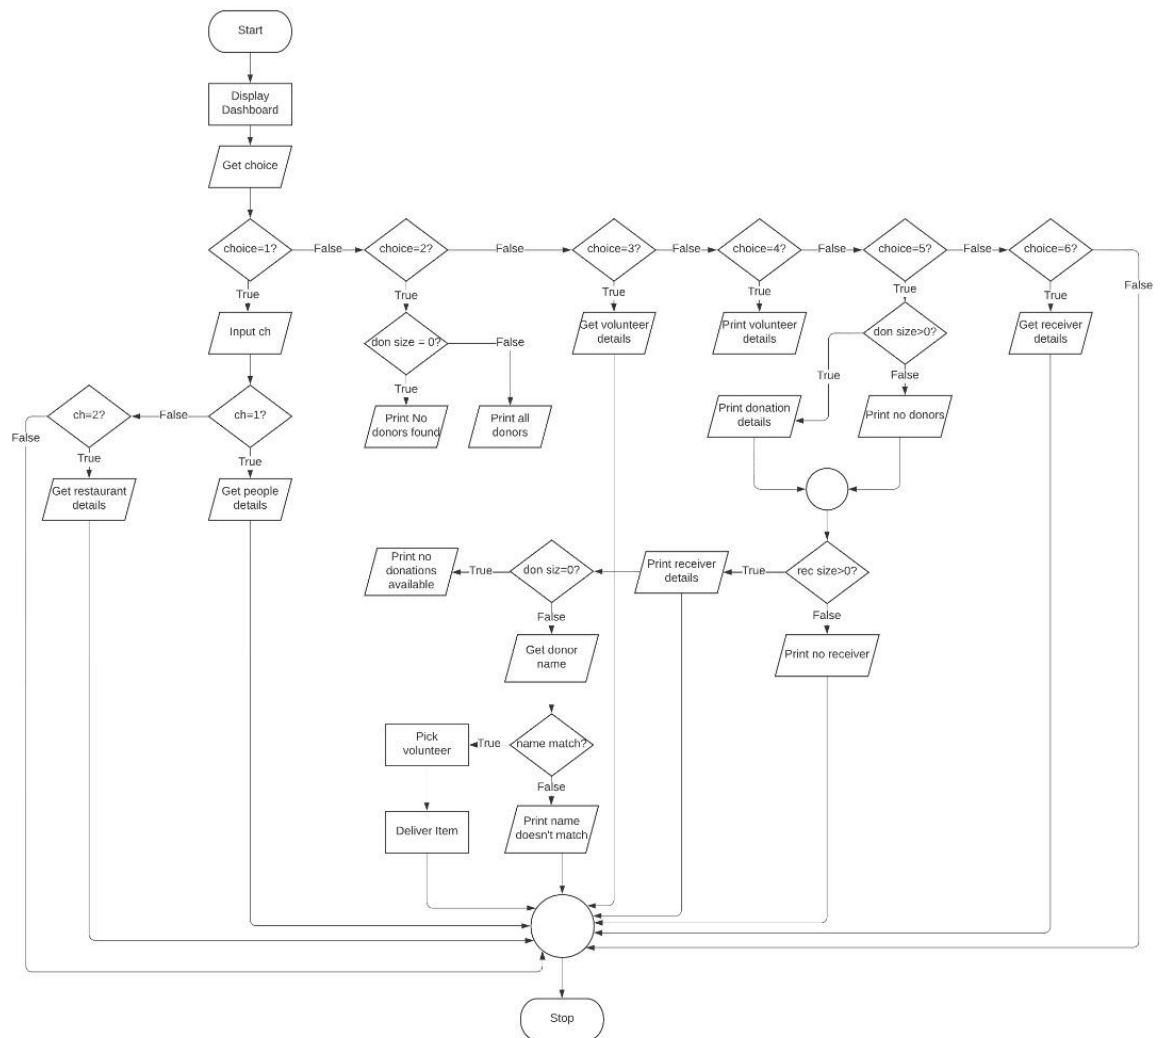 Start
Display
Dashboard
Get choice
choice=1?
False
choice=2?
False
choice=3?
False
choice=4?
False
choice=5?
False
choice=6?
False
True
True
True
True
True
True
Input ch
don size = 0?
False
Get volunteer
details
Print volunteer
details
don size>0?
Get receiver
details
True
False
True
ch=2?
False
ch=1?
Print No
donors found
Print all
donors
Print donation
details
Print no donors
False
True
True
Get restaurant
details
Get people
details
Print no
donations
available
True
don siz=0?
Print receiver
details
True
rec size>0?
False
False
Get donor
name
Print no receiver
Pick
volunteer
True
name match?
False
Deliver Item
Print name
doesn't match
Stop